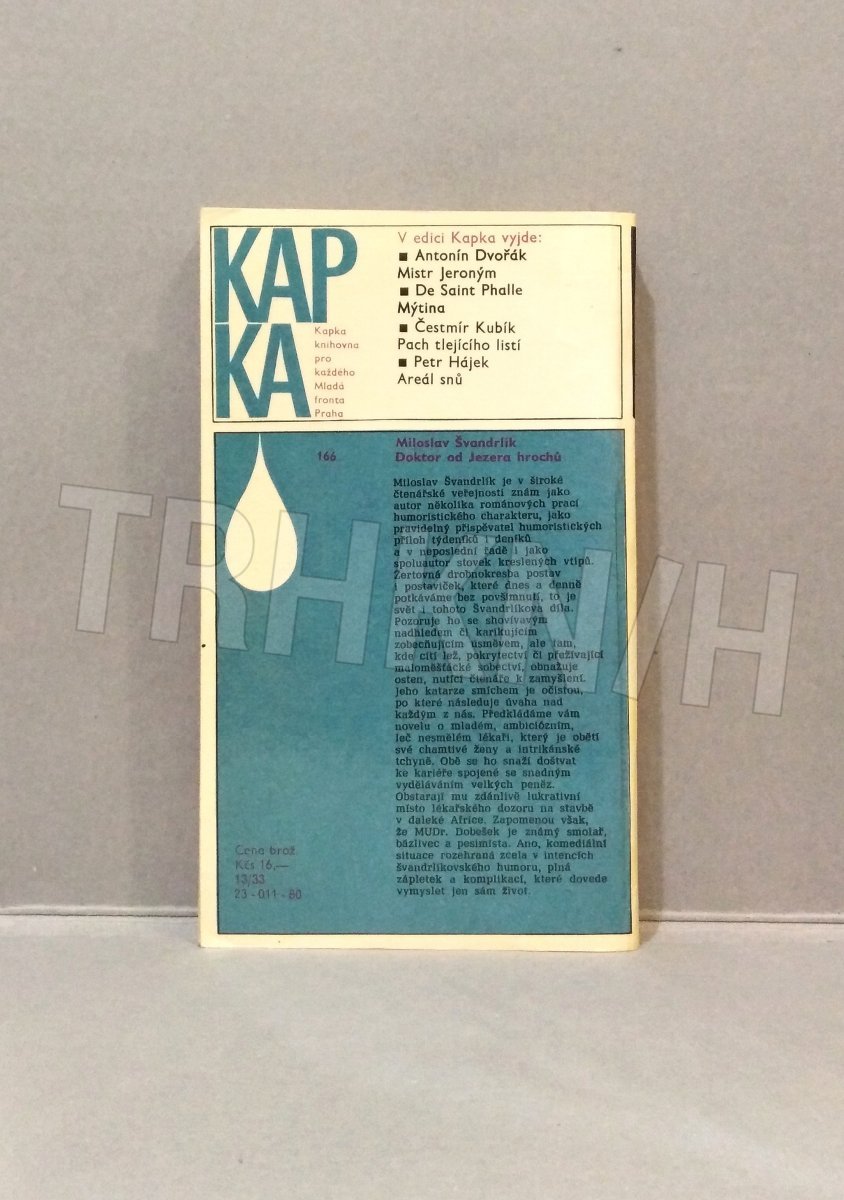 KAP
KA
Kapka
knihovna
pro
každého
Mladá
fronta
Praha
V edici Kapka vyjde:
■ Antonín Dvořák
Mistr Jeroným
■ De Saint Phalle
Mýtina
■ Čestmír Kubík
Pach tlejícího listí
■ Petr Hájek
Areál snů
166
Miloslav Švandrlík
Doktor od Jezera hrochů
Miloslav Švandrlík je v široké
čtenářské veřejnosti znám jako
autor několika románových prací
humoristického charakteru, jako
pravidelný přispěvatel humoristických
příloh týdeníků i deníků
a v neposlední řadě i jako
spoluautor stovek kreslených vtipů.
Žertovná drobnokresba postav
i postaviček, které dnes a denně
potkáváme bez povšimnutí, to je
svět i tohoto Švandrlíkova díla.
Pozoruje ho se shovívavým
nadhledem či karikujícím
zobecňujícím úsměvem, ale tam,
kde cítí lež, pokrytectví či přežívající
maloměšťácké sobectví, obnažuje
osten, nutící čtenáře k zamyšlení.
Jeho katarze smíchem je očistou,
po které následuje úvaha nad
každým z nás. Předkládáme vám
novelu o mladém, ambiciózním,
leč nesmělém lékaři, který je obětí
své chamtivé ženy a intrikánské
tchyně. Obě se ho snaží doštvat
ke kariéře spojené se snadným
vyděláváním velkých peněz.
Obstarají mu zdánlivě lukrativní
místo lékařského dozoru na stavbě
v daleké Africe. Zapomenou však,
že MUDr. Dobešek je známý smolař,
bázlivec a pesimista. Ano, komediální
situace rozehraná zcela v intencích
švandrlíkovského humoru, plná
zápletek a komplikací, které dovede
vymyslet jen sám život.
Cena brož.
Kčs 16,—
13/33
23 - 011 - 80